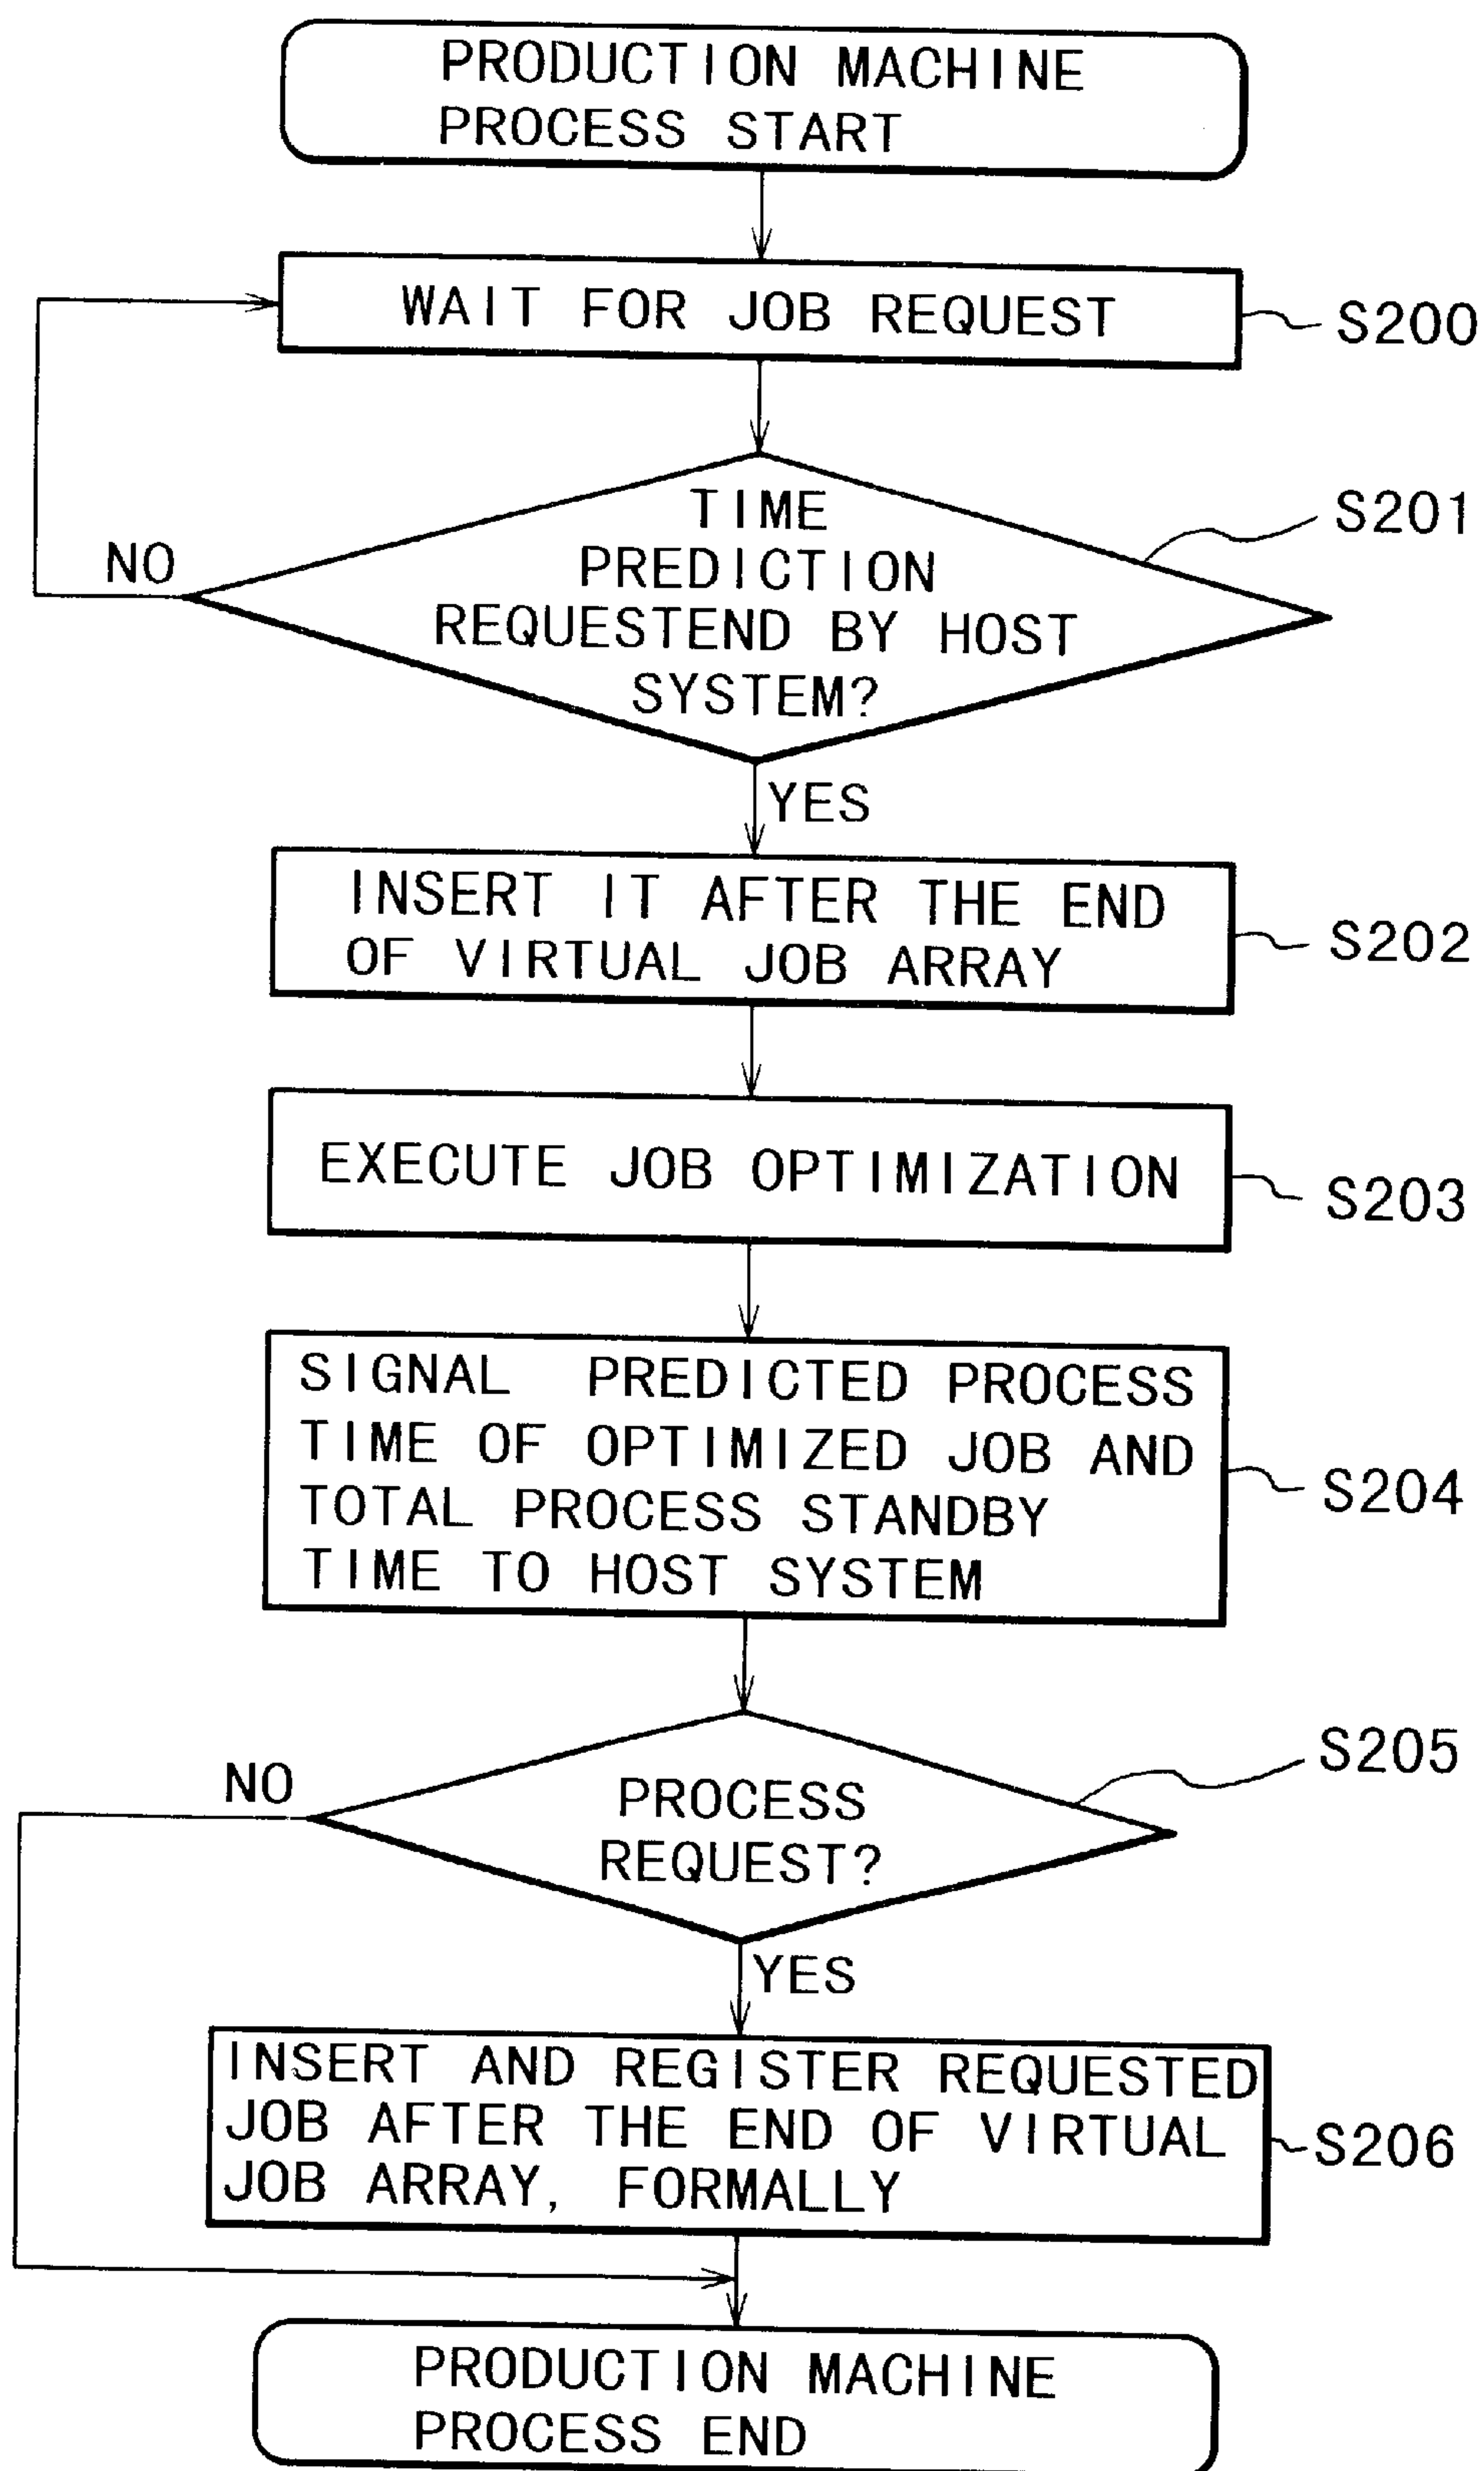 PRODUCTION MACHINE
PROCESS START
WAIT FOR JOB REQUEST
S200
TIME
PREDICTION
REQUESTEND BY HOST
SYSTEM?
S201
NO
YES
INSERT IT AFTER THE END
OF VIRTUAL JOB ARRAY
S202
EXECUTE JOB OPTIMIZATION
S203
SIGNAL PREDICTED PROCESS
TIME OF OPTIMIZED JOB AND
TOTAL PROCESS STANDBY
TIME TO HOST SYSTEM
S204
PROCESS
REQUEST?
S205
NO
YES
INSERT AND REGISTER REQUESTED
JOB AFTER THE END OF VIRTUAL
JOB ARRAY, FORMALLY
S206
PRODUCTION MACHINE
PROCESS END